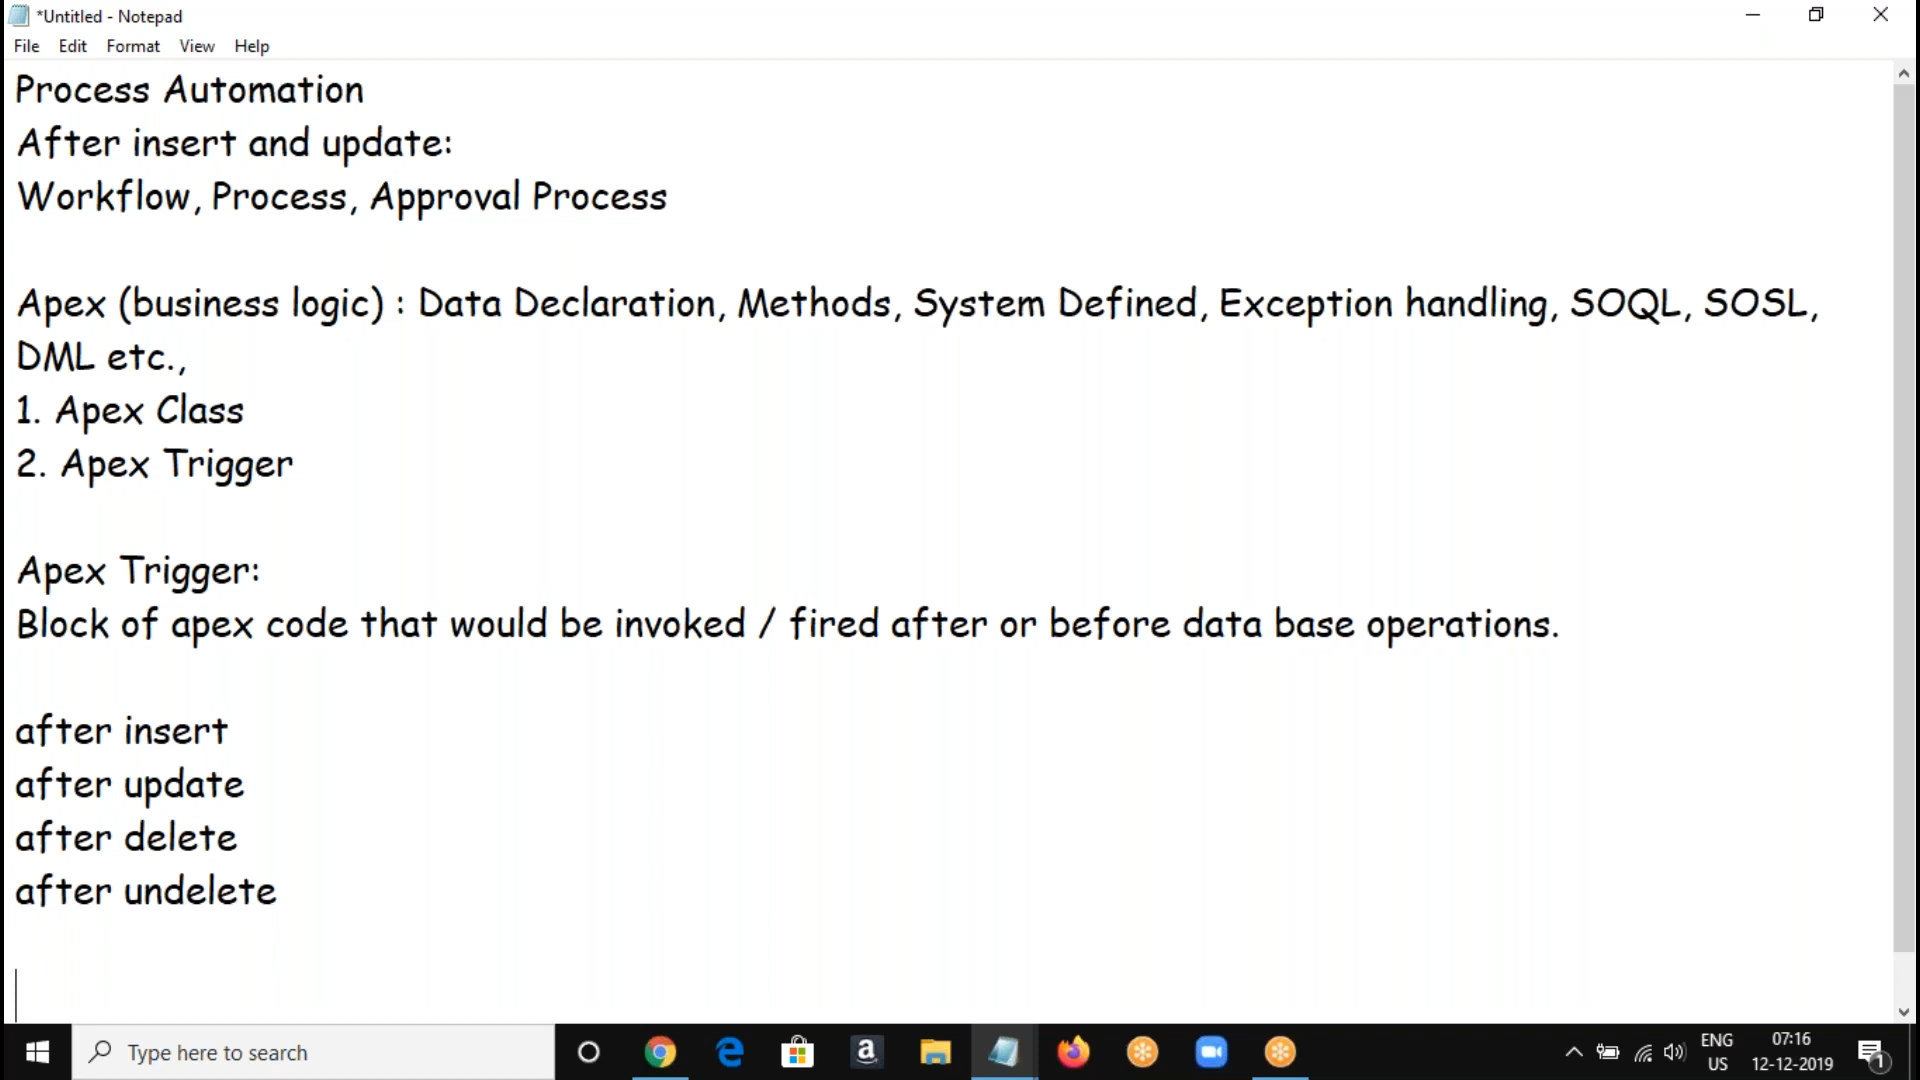 *Untitled - Notepad
File Edit Format View Help
Process Automation
After insert and update:
Workflow, Process, Approval Process
Apex (business logic) : Data Declaration, Methods, System Defined, Exception handling, SOQL, SOSL,
DML etc.,
1. Apex Class
2. Apex Trigger
Apex Trigger:
Block of apex code that would be invoked / fired after or before data base operations.
after insert
after update
after delete
after undelete
Type here to search
a
ENG
US
07:16
12-12-2019
1